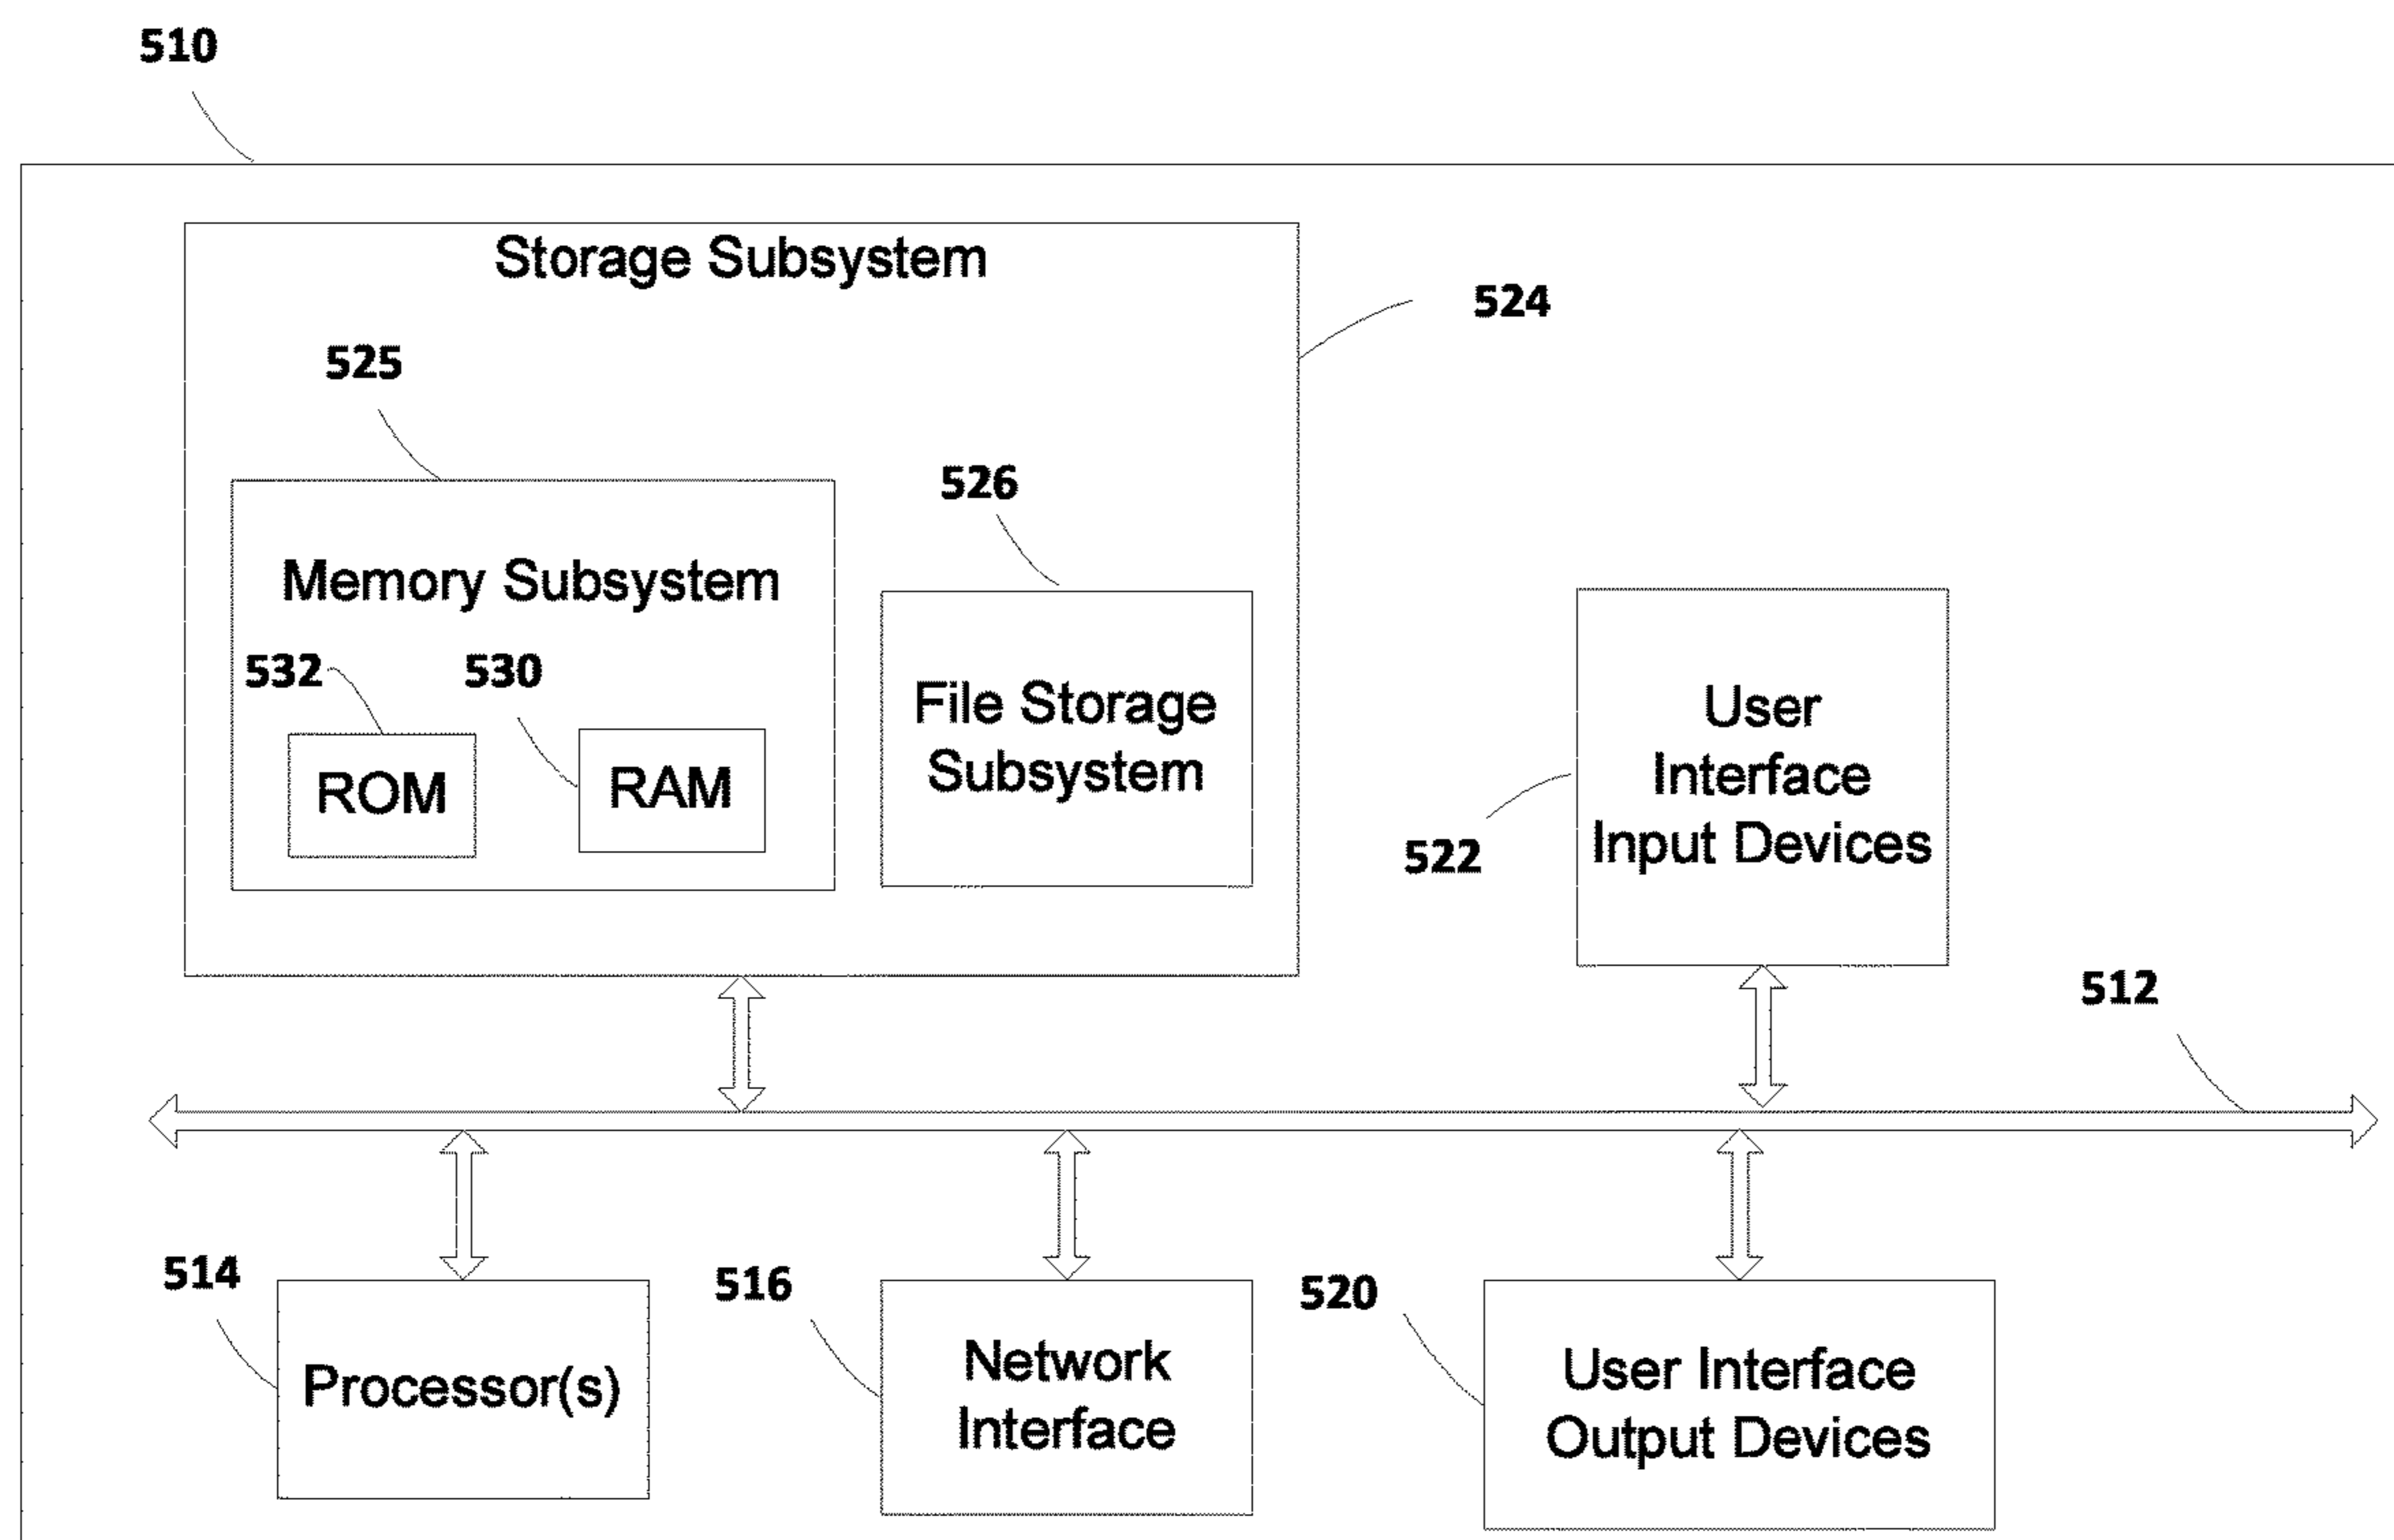 510
Storage Subsystem
524
525
526
Memory Subsystem
532
530
File Storage
Subsystem
ROM
RAM
User
Interface
Input Devices
522
512
514
516
520
Processor(s)
Network
Interface
User Interface
Output Devices